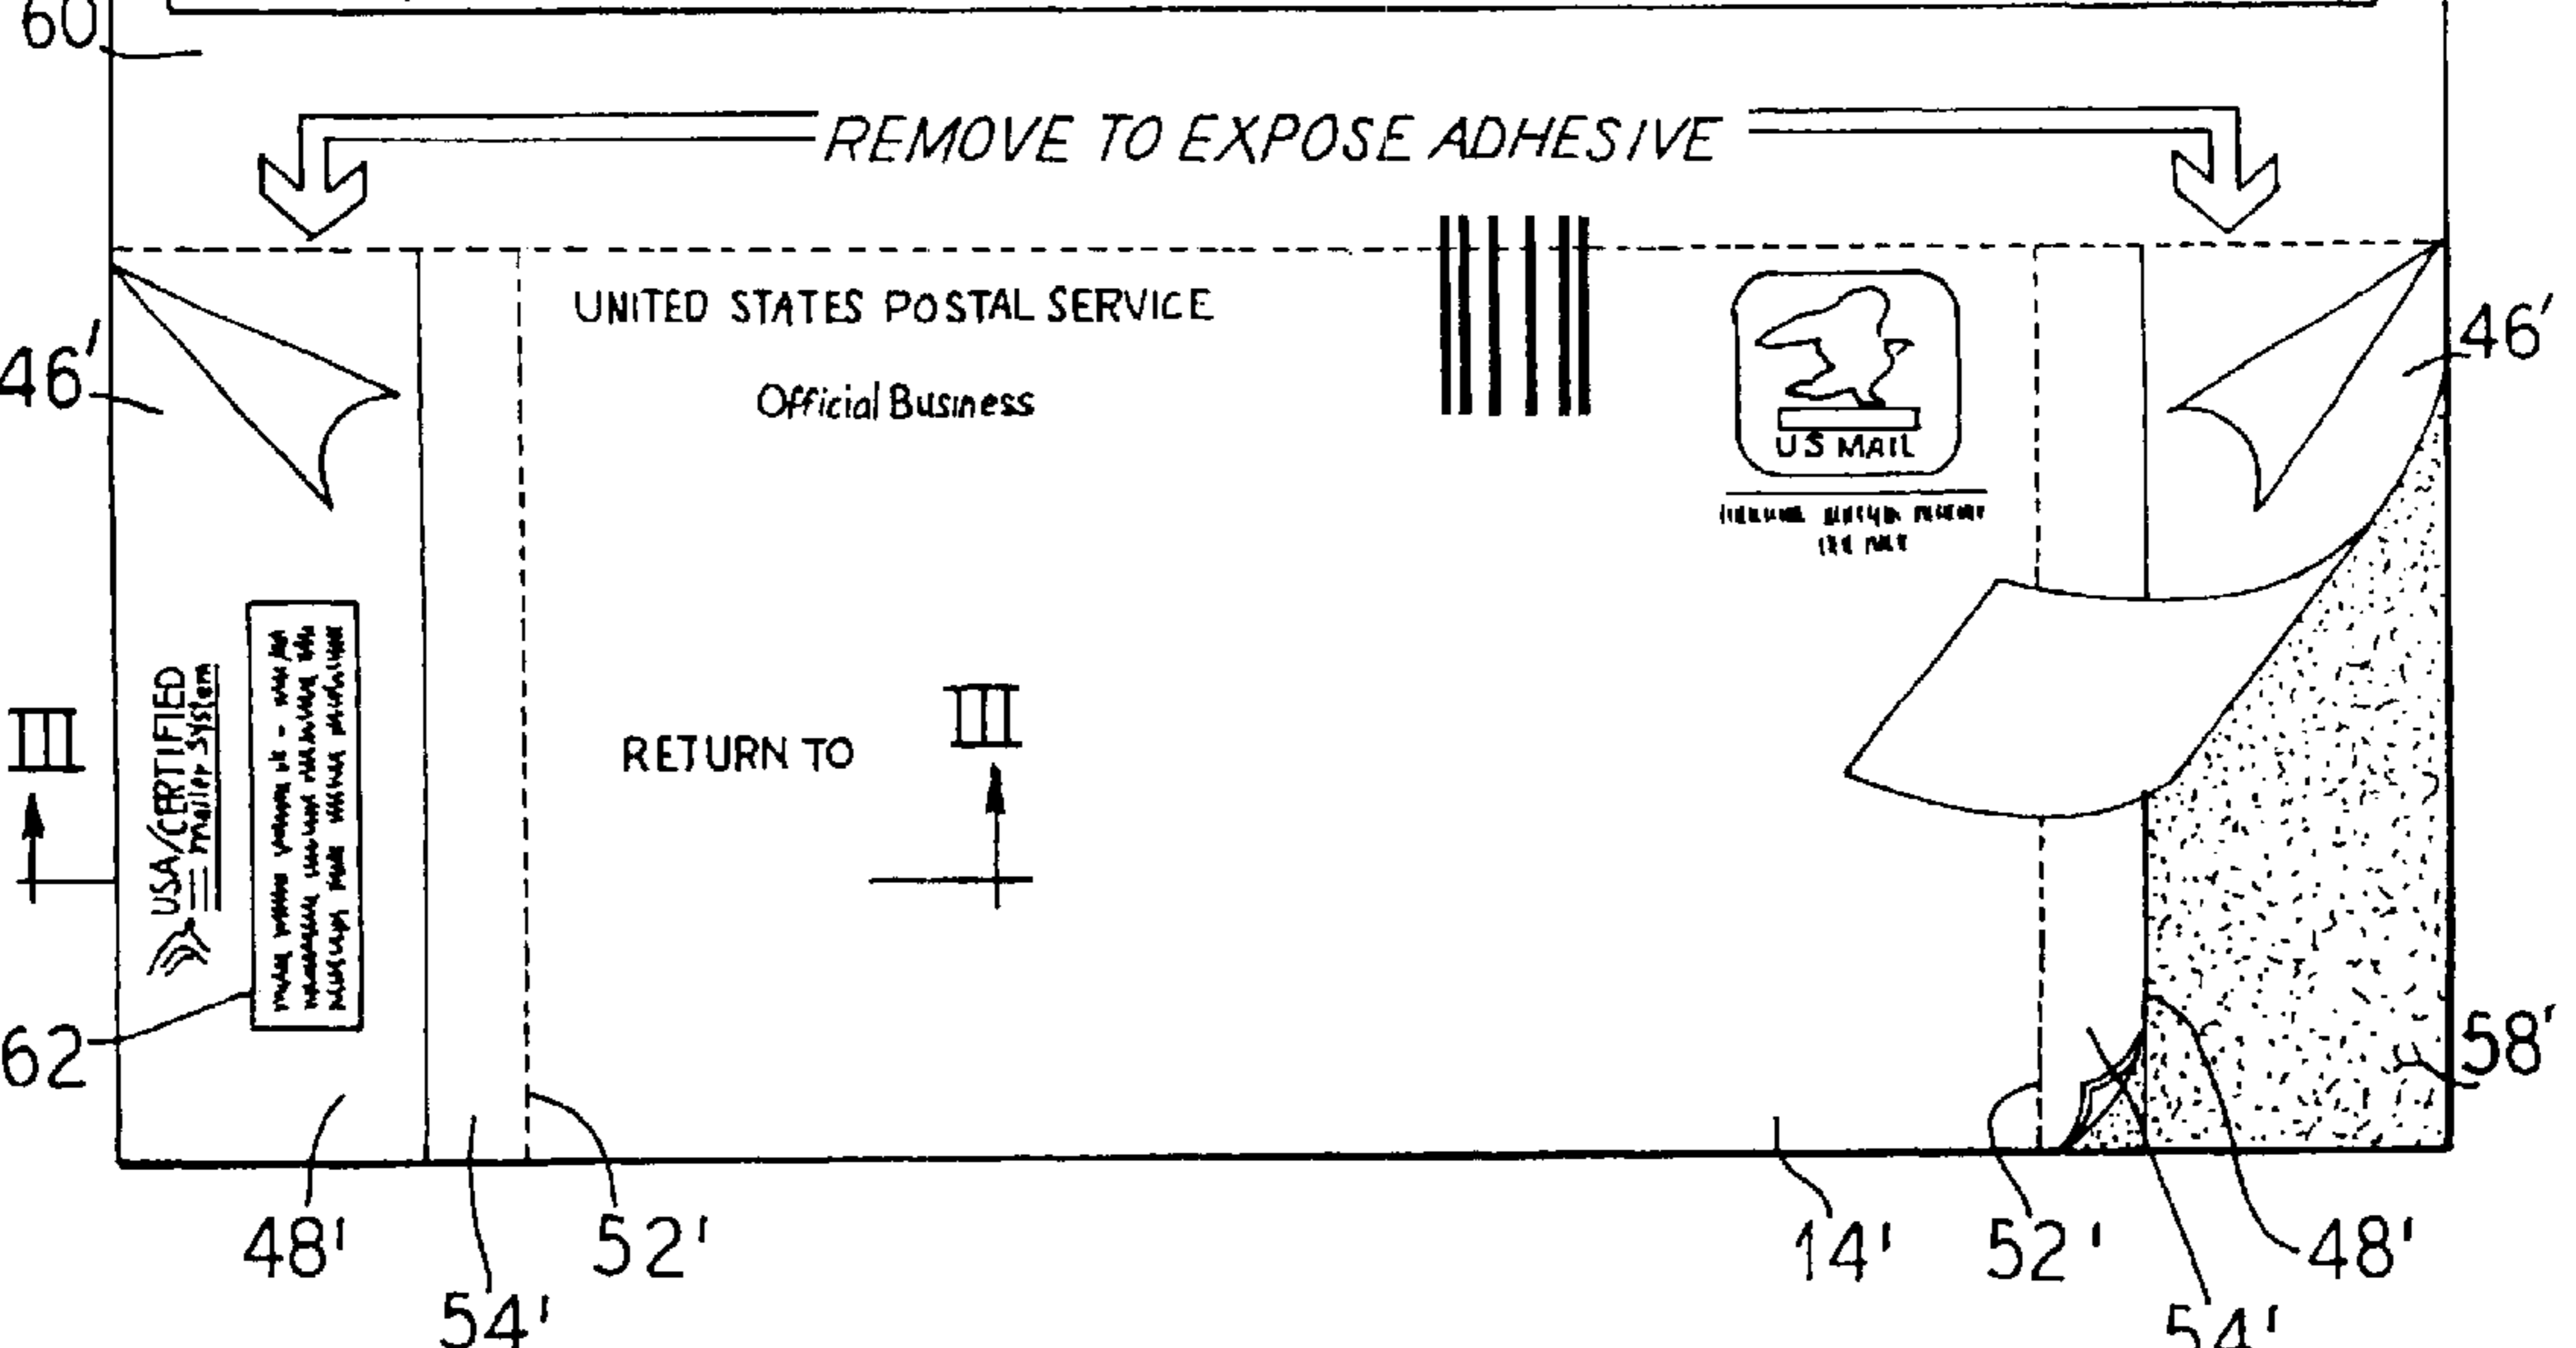 60
REMOVE TO EXPOSE ADHESIVE
UNITED STATES POSTAL SERVICE
Official Business
US MAIL
46'
46'
USA/CERTIFIED
mailer system
III
III
RETURN TO
62
58'
48'
52'
14'
52'
48'
54'
54'